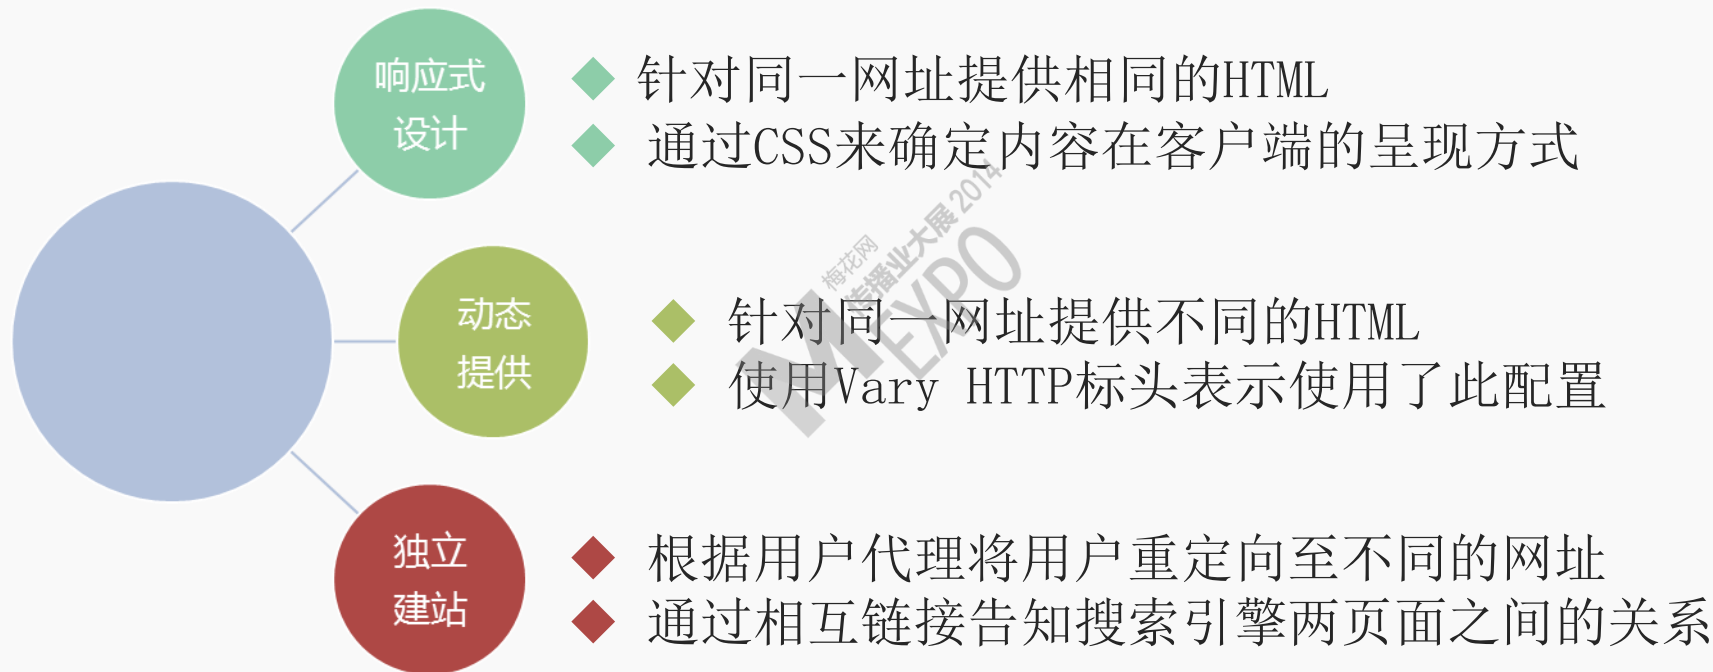 响应式
设计
针对同一网址提供相同的HTML
通过CSS来确定内容在客户端的呈现方式
梅花网
传播业大展 2014
M EXPO
动态
提供
针对同一网址提供不同的HTML
使用Vary HTTP标头表示使用了此配置
独立
建站
根据用户代理将用户重定向至不同的网址
通过相互链接告知搜索引擎两页面之间的关系